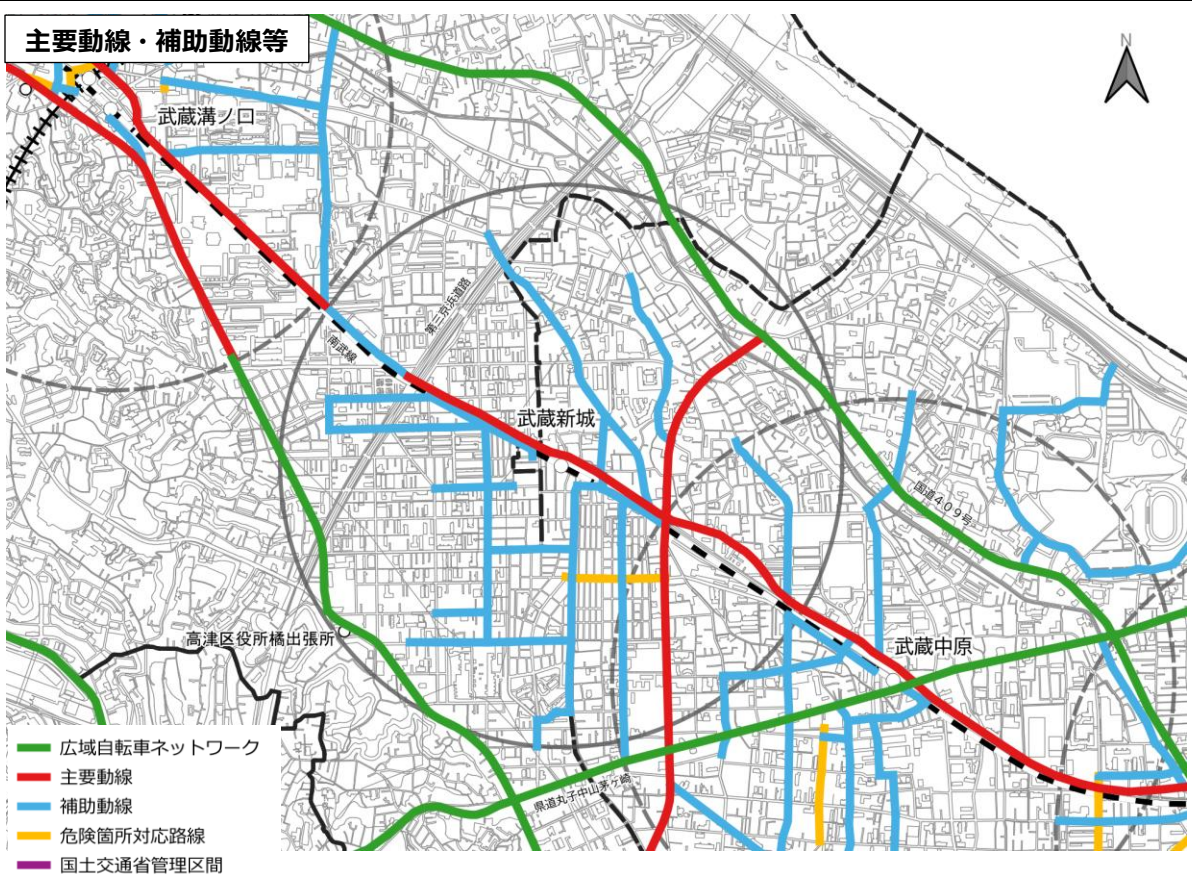 主要動線・補助動線等
N
武蔵溝ノ口
第三京浜道路
南武線
武蔵新城
国道409号
高津区役所橘出張所
武蔵中原
県道丸子中山茅ケ崎
広域自転車ネットワーク
主要動線
補助動線
危険箇所対応路線
国土交通省管理区間